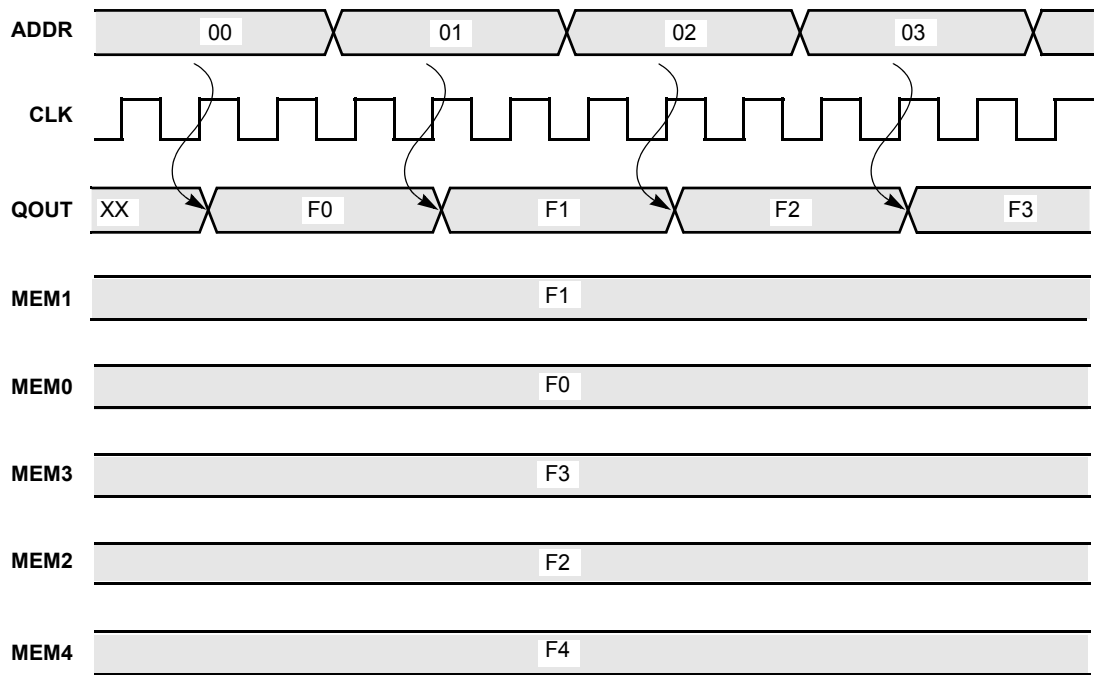 ADDR 00 01 02 03
CLK
QOUT XX F0 F1 F2 F3
MEM1 F1
MEM0 F0
MEM3 F3
MEM2 F2
MEM4 F4